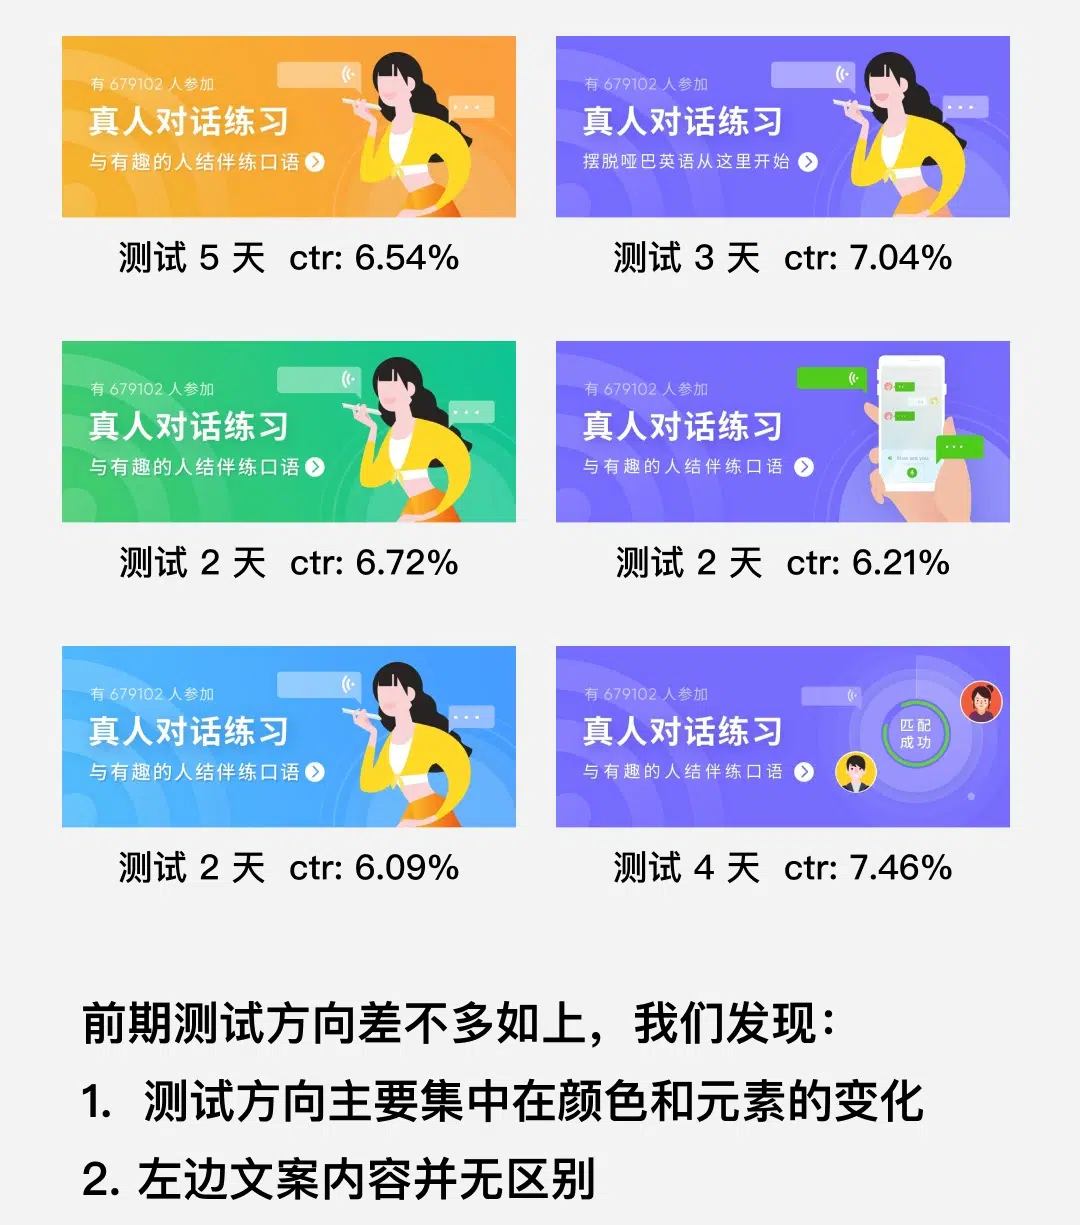 有 679102 人参加
真人对话练习
与有趣的人结伴练口语
测试 5 天 ctr: 6.54%
有 679102 人参加
真人对话练习
摆脱哑巴英语从这里开始
测试 3 天 ctr: 7.04%
有 679102 人参加
真人对话练习
与有趣的人结伴练口语
测试 2 天 ctr: 6.72%
有 679102 人参加
真人对话练习
与有趣的人结伴练口语
测试 2 天 ctr: 6.21%
有 679102 人参加
真人对话练习
与有趣的人结伴练口语
测试 2 天 ctr: 6.09%
有 679102 人参加
真人对话练习
与有趣的人结伴练口语
匹配
成功
测试 4 天 ctr: 7.46%
前期测试方向差不多如上，我们发现：
1. 测试方向主要集中在颜色和元素的变化
2. 左边文案内容并无区别